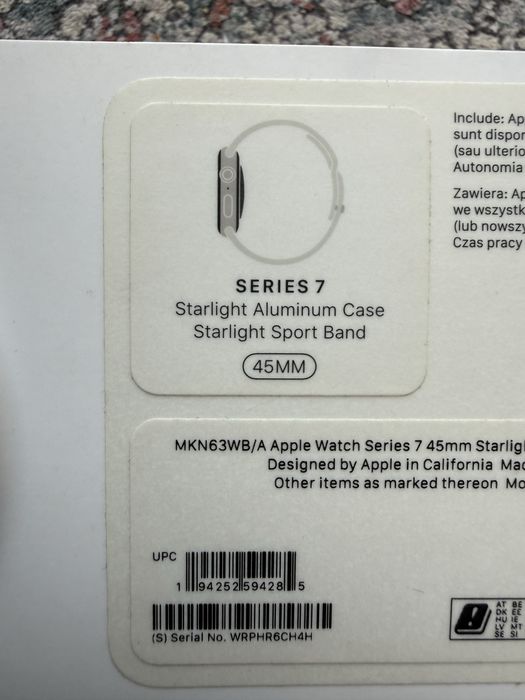 SERIES 7
Starlight Aluminum Case
Starlight Sport Band
45MM
Include: Ap
sunt dispor
(sau ulterio
Autonomia
Zawiera: Ap
we wszystk
(lub nowszy
Czas pracy
MKN63WB/A Apple Watch Series 7 45mm Starlig
Designed by Apple in California Mad
Other items as marked thereon Mo
UPC
1 94252 59428 5
(S) Serial No. WRPHR6CH4H
AT BE
DK EE
HU IE
LV MT
SE SI